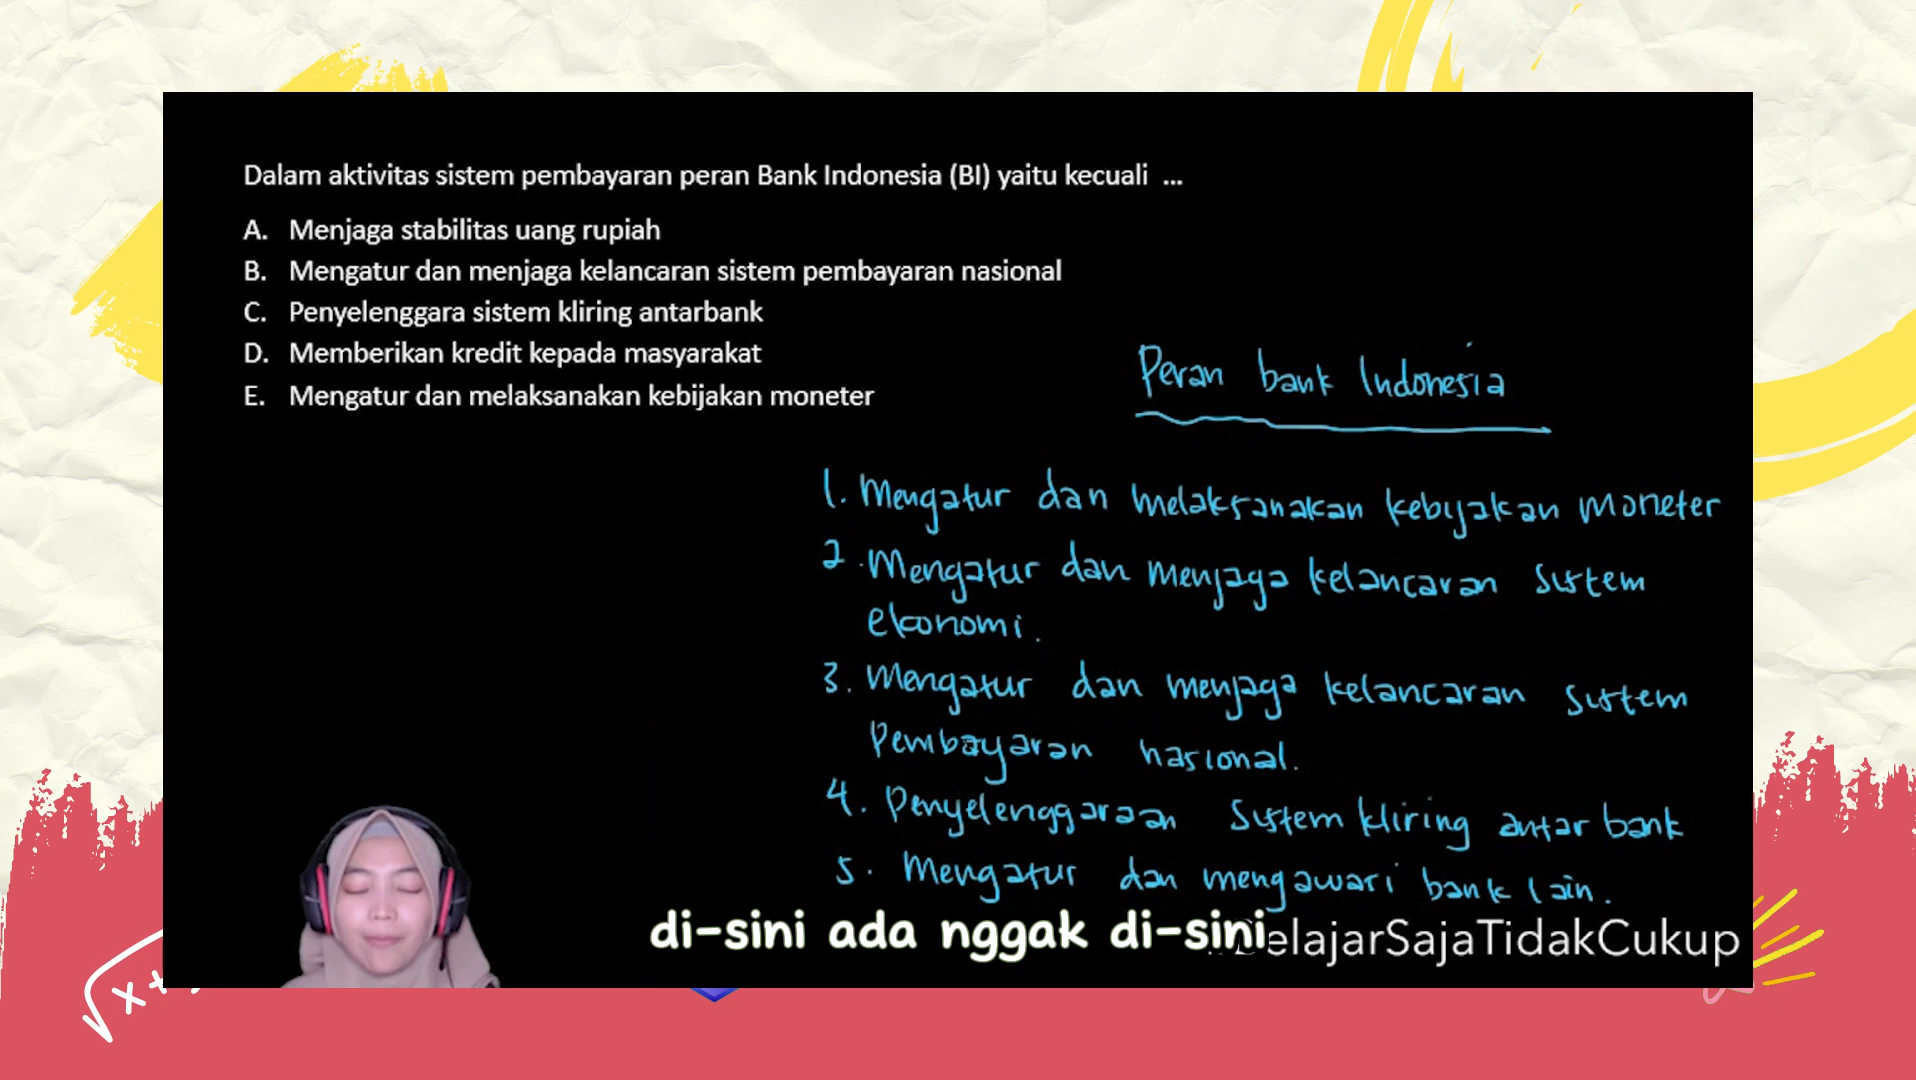 Dalam aktivitas sistem pembayaran peran Bank Indonesia (BI) yaitu kecuali ...
A. Menjaga stabilitas uang rupiah
B. Mengatur dan menjaga kelancaran sistem pembayaran nasional
C. Penyelenggara sistem kliring antarbank
D. Memberikan kredit kepada masyarakat
E. Mengatur dan melaksanakan kebijakan moneter
Peran bank Indonesia
1. Mengatur dan melaksanakan kebijakan moneter
2. Mengatur dan menjaga kelancaran sistem
ekonomi.
3. Mengatur dan menjaga kelancaran sistem
Pembayaran nasional.
4. Penyelenggaraan Sistem kliring antar bank
5. Mengatur dan mengawasi bank lain.
di-sini ada nggak di-sini
elajarSajaTidakCukup
x+